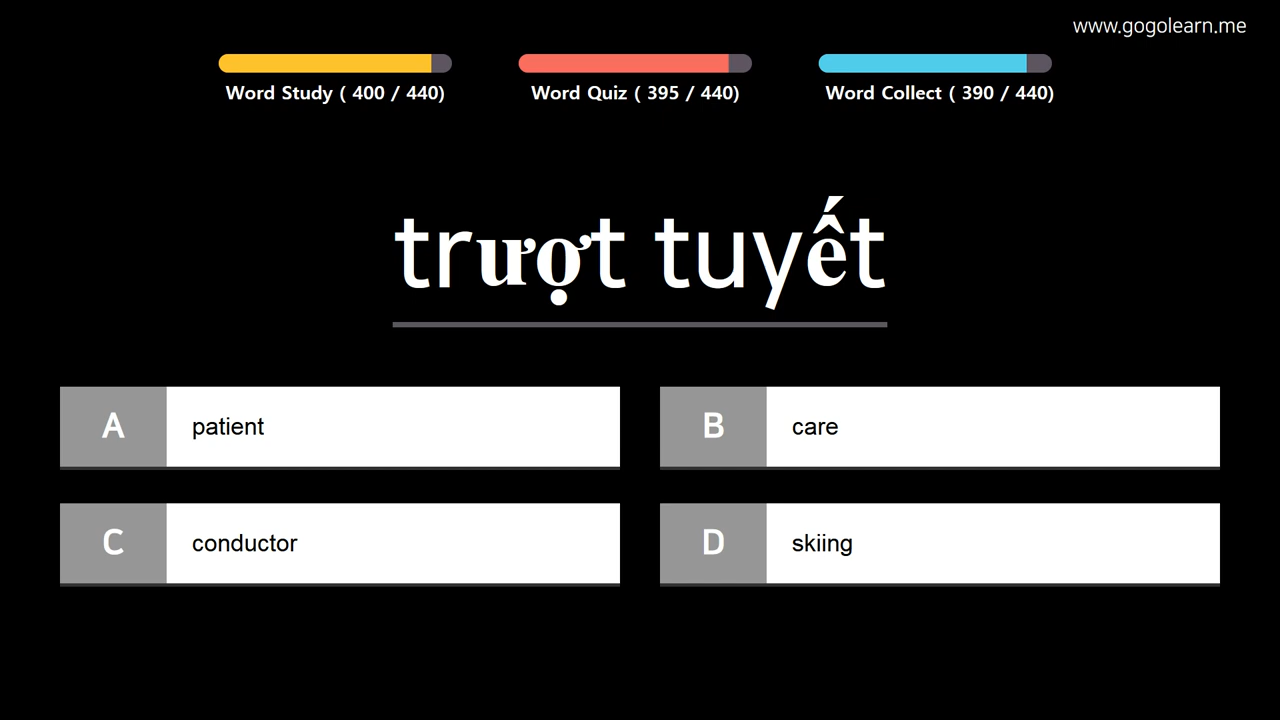 www.gogolearn.me
Word Study ( 400 / 440)
Word Quiz ( 395 / 440)
Word Collect ( 390 / 440)
trượt tuyết
A patient
B care
C conductor
D skiing